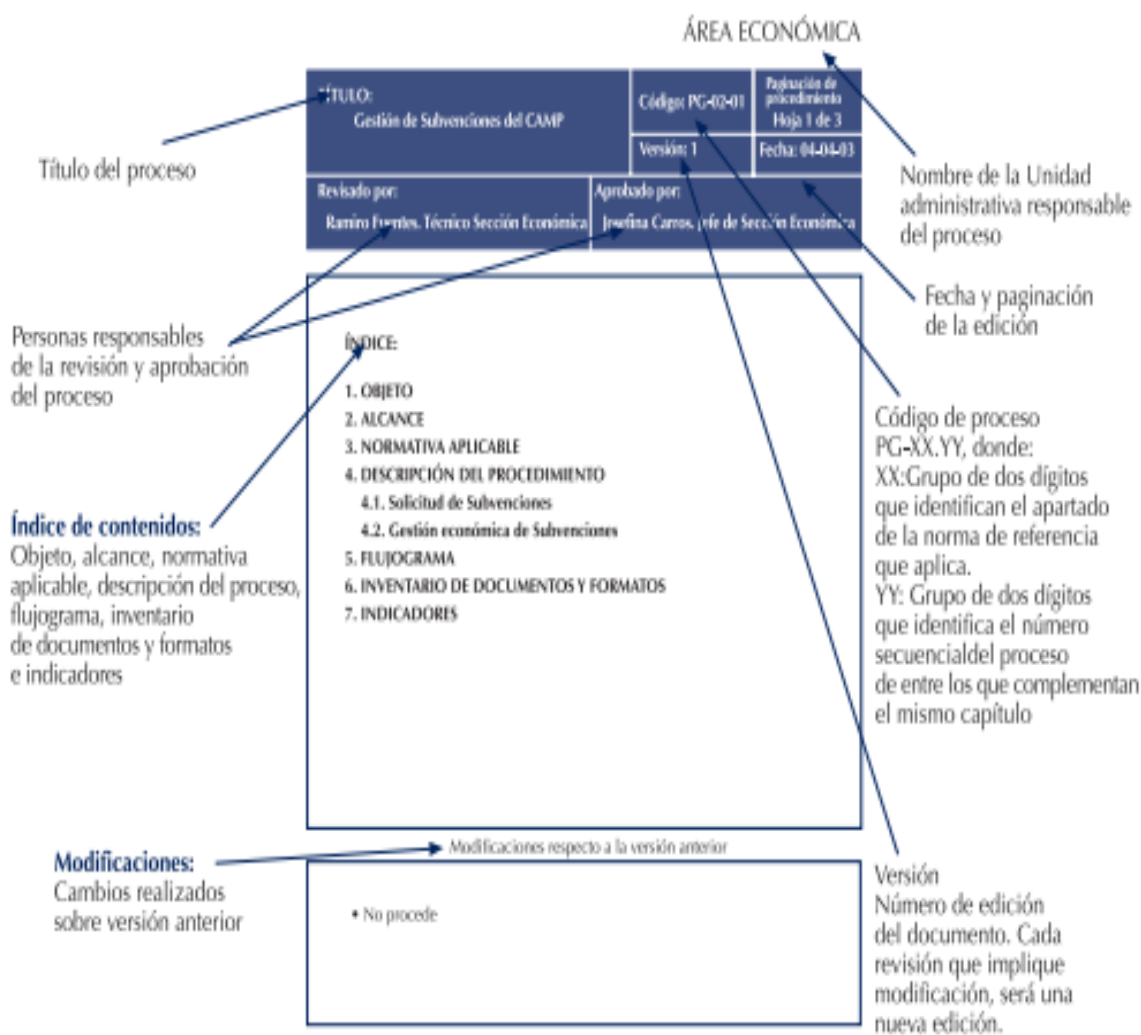 ÁREA ECONÓMICA
TÍTULO:
Gestión de Subvenciones del CAMP
Código: PG-02-01
Paginación de
procedimiento
Hoja 1 de 3
Versión: 1
Fecha: 04-04-03
Revisado por:
Ramiro Fuentes. Técnico Sección Económica
Aprobado por:
Josefina Carros. Jefe de Sección Económica
Título del proceso
Nombre de la Unidad
administrativa responsable
del proceso
Fecha y paginación
de la edición
Personas responsables
de la revisión y aprobación
del proceso
ÍNDICE:
1. OBJETO
2. ALCANCE
3. NORMATIVA APLICABLE
4. DESCRIPCIÓN DEL PROCEDIMIENTO
4.1. Solicitud de Subvenciones
4.2. Gestión económica de Subvenciones
5. FLUJOGRAMA
6. INVENTARIO DE DOCUMENTOS Y FORMATOS
7. INDICADORES
Código de proceso
PG-XX.YY, donde:
XX:Grupo de dos dígitos
que identifican el apartado
de la norma de referencia
que aplica.
YY: Grupo de dos dígitos
que identifica el número
secuencialdel proceso
de entre los que complementan
el mismo capítulo
Índice de contenidos:
Objeto, alcance, normativa
aplicable, descripción del proceso,
flujograma, inventario
de documentos y formatos
e indicadores
Modificaciones respecto a la versión anterior
Modificaciones:
Cambios realizados
sobre versión anterior
• No procede
Versión
Número de edición
del documento. Cada
revisión que implique
modificación, será una
nueva edición.